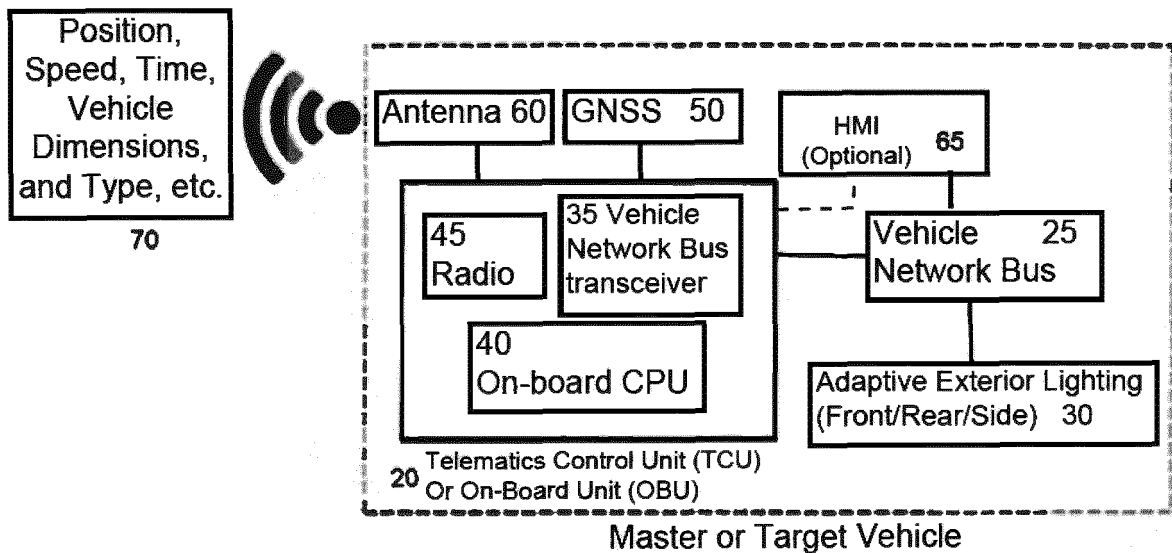 Position,
Speed, Time,
Vehicle
Dimensions,
and Type, etc.
70
Antenna 60
GNSS 50
HMI
(Optional) 65
45
Radio
35 Vehicle
Network Bus
transceiver
40
On-board CPU
Vehicle 25
Network Bus
Adaptive Exterior Lighting
(Front/Rear/Side) 30
20 Telematics Control Unit (TCU)
Or On-Board Unit (OBU)
Master or Target Vehicle